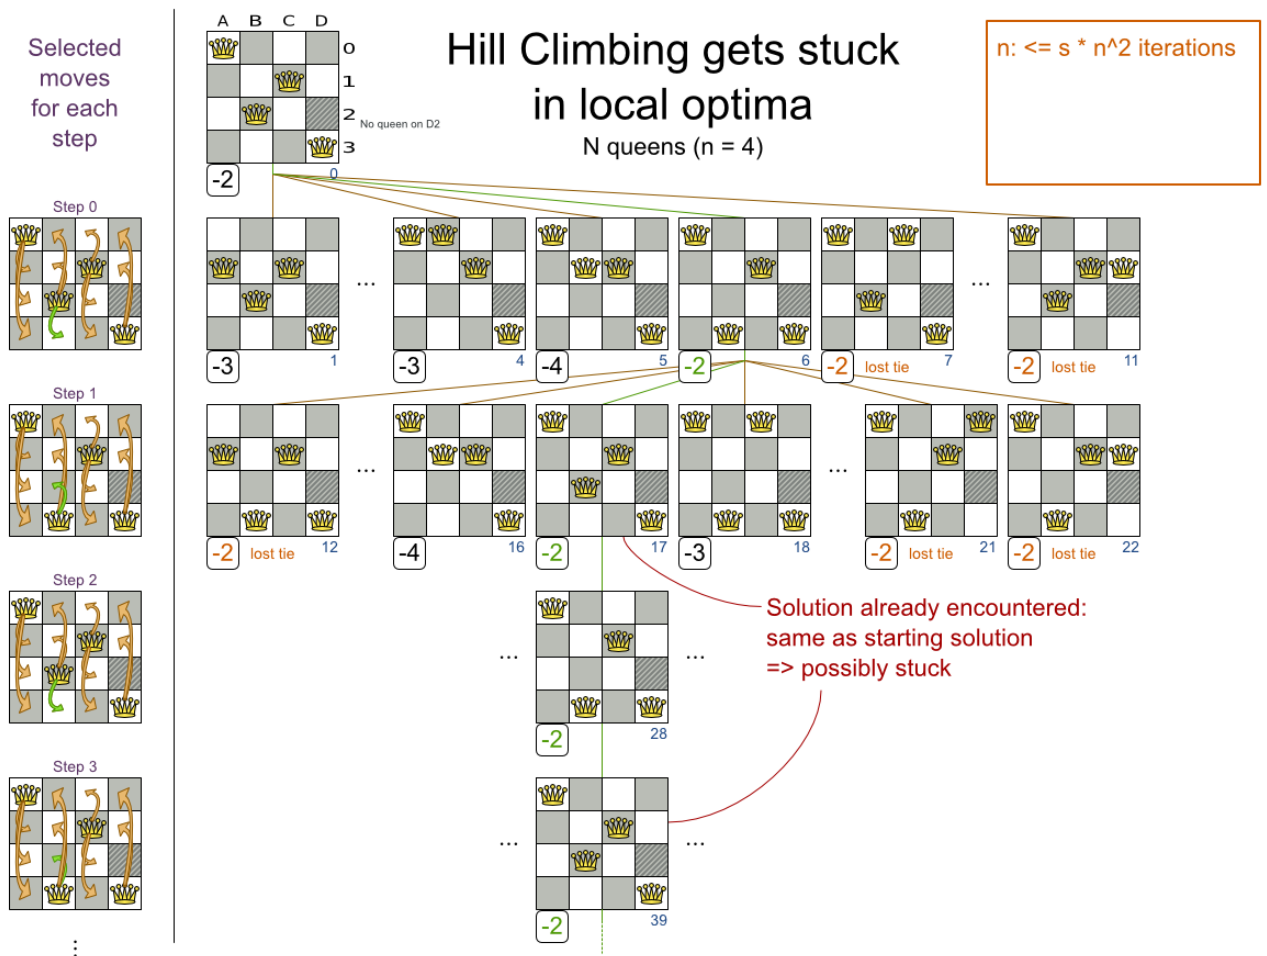 Selected
moves
for each
step
A B C D
0
1
2
3
No queen on D2
-2
0
Hill Climbing gets stuck
in local optima
N queens (n = 4)
n: <= s * n^2 iterations
Step 0
-3
1
...
-3
4
-4
5
-2
6
-2 lost tie
7
...
-2 lost tie
11
Step 1
-2 lost tie
12
...
-4
16
-2
17
-3
18
...
-2 lost tie
21
-2 lost tie
22
Step 2
...
-2
28
...
Solution already encountered:
same as starting solution
=> possibly stuck
Step 3
...
-2
39
...
...